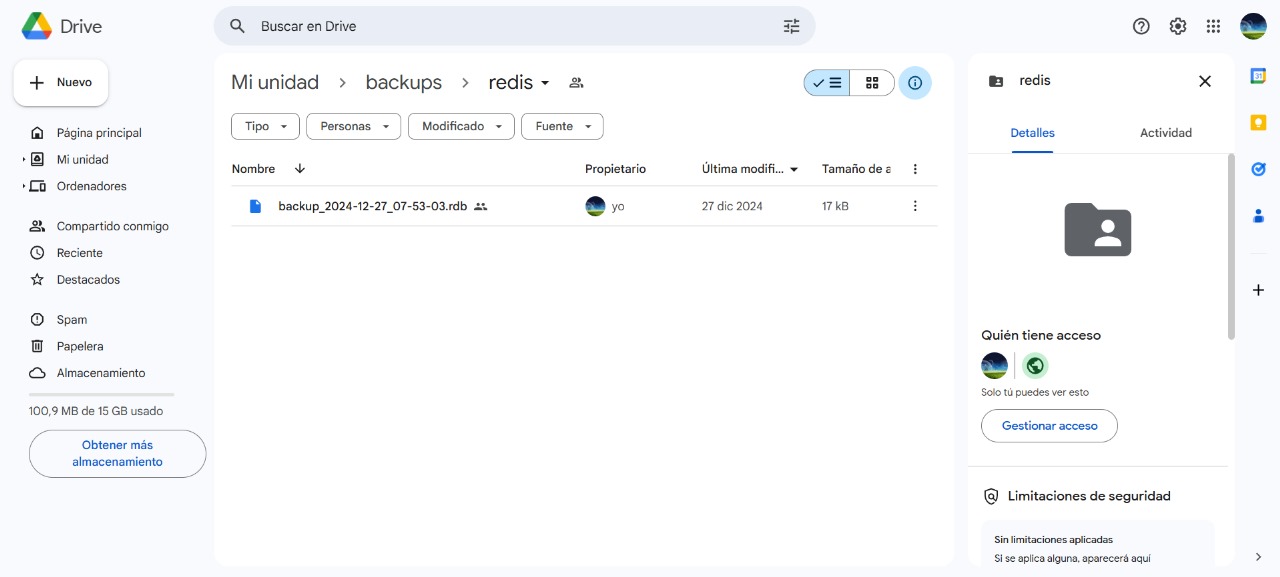 Drive
Buscar en Drive
Nuevo
Página principal
Mi unidad
Ordenadores
Compartido conmigo
Reciente
Destacados
Spam
Papelera
Almacenamiento
100,9 MB de 15 GB usado
Obtener más
almacenamiento
Mi unidad > backups > redis
Tipo Personas Modificado Fuente
Nombre Propietario Última modifi... Tamaño de a
backup_2024-12-27_07-53-03.rdb yo 27 dic 2024 17 kB
redis
Detalles Actividad
Quién tiene acceso
Solo tú puedes ver esto
Gestionar acceso
Limitaciones de seguridad
Sin limitaciones aplicadas
Si se aplica alguna, aparecerá aquí
31